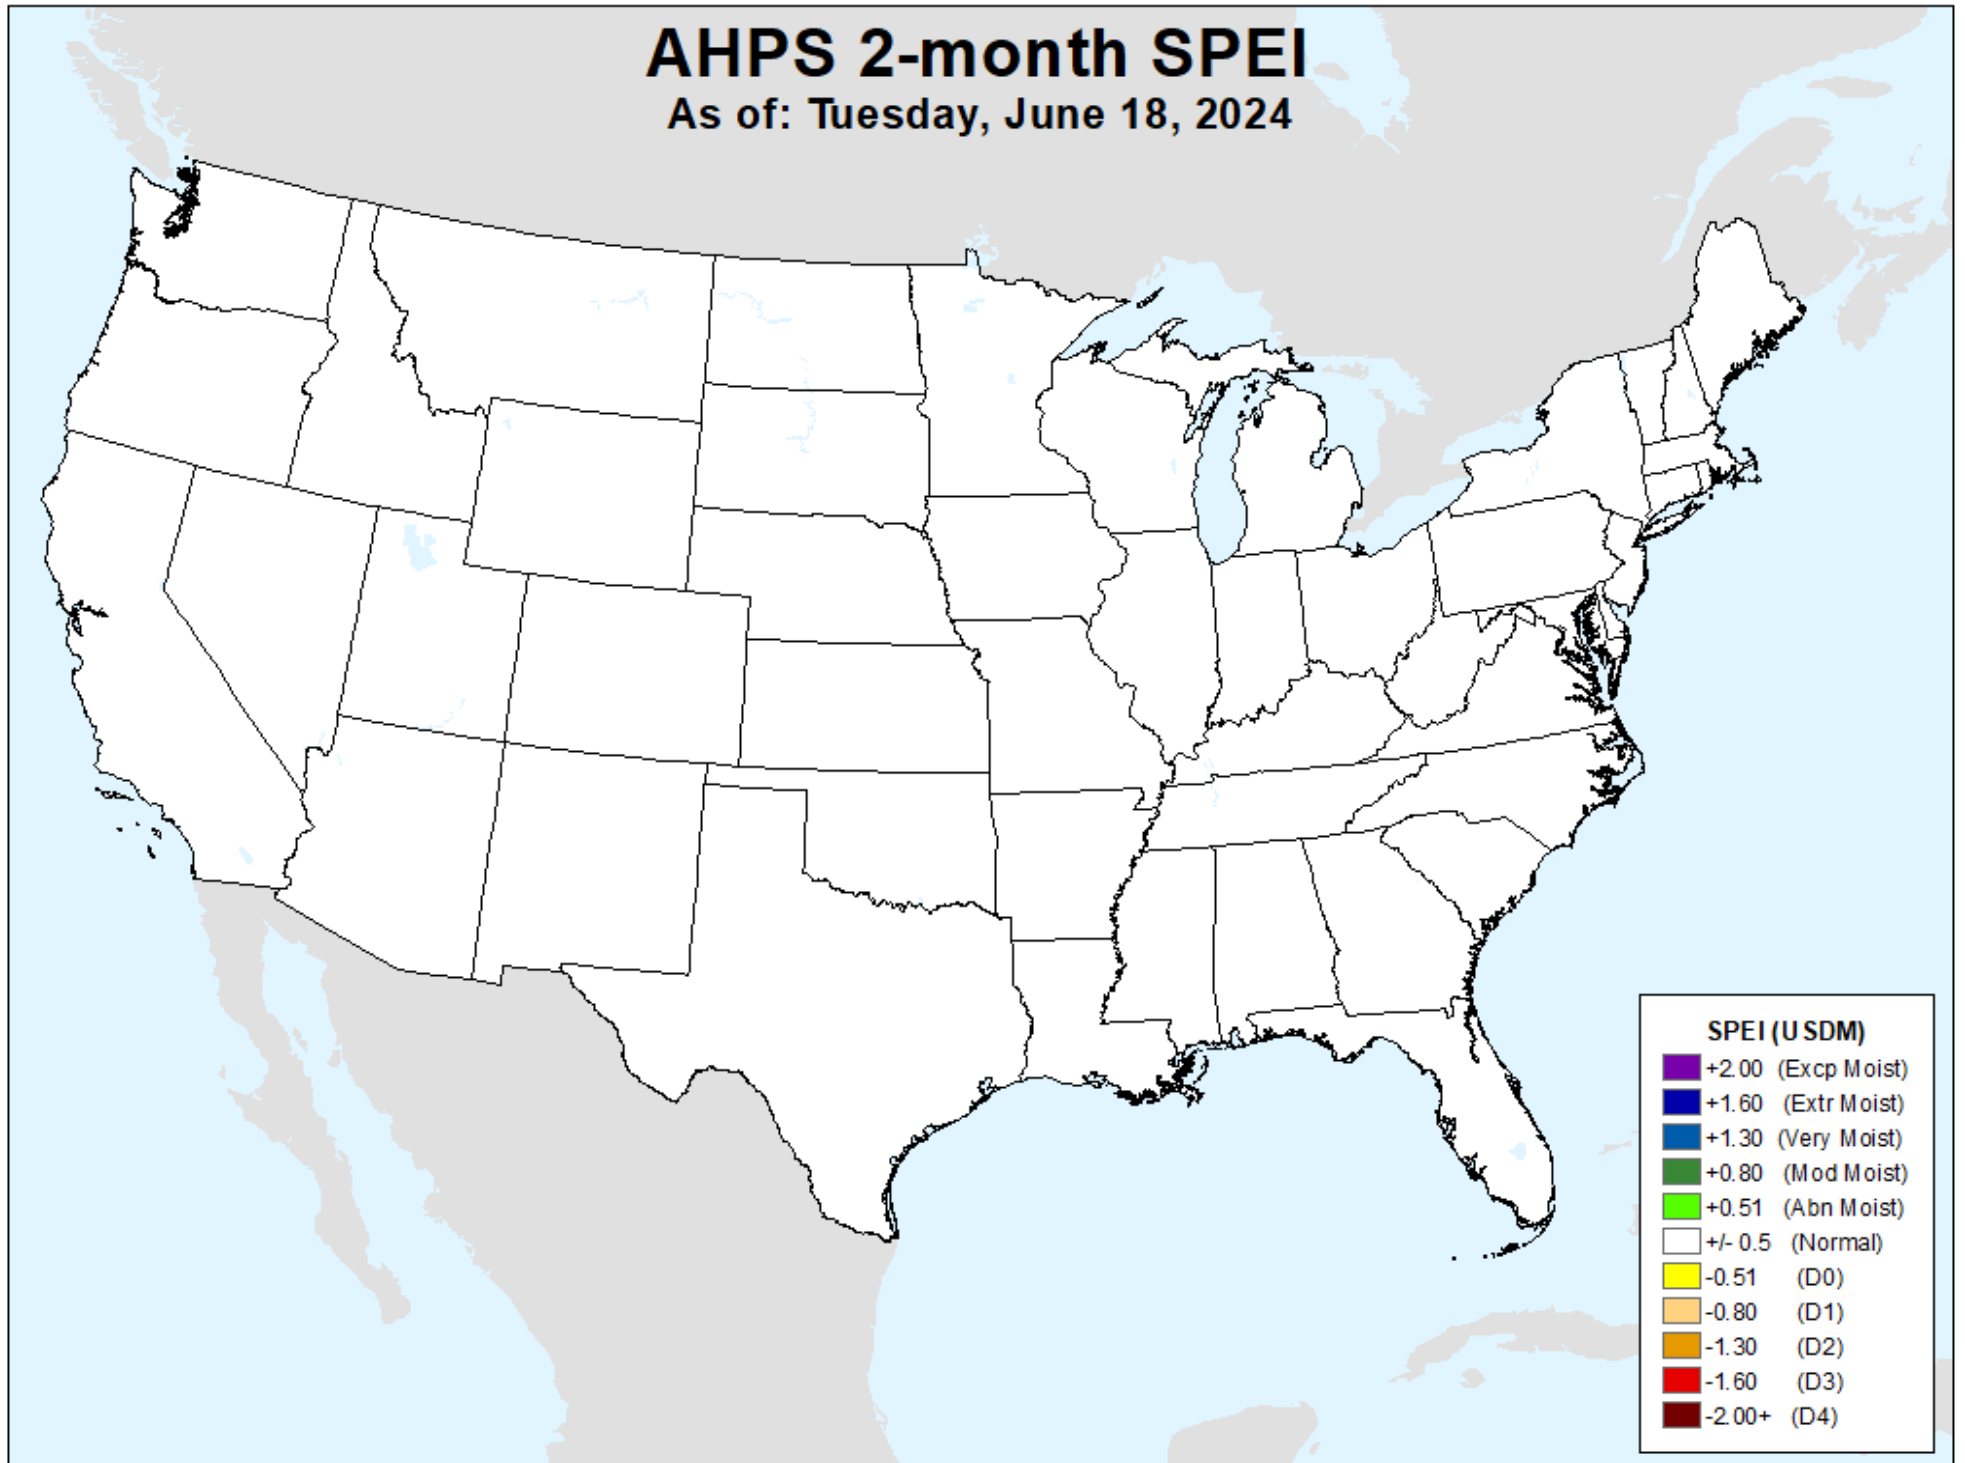 AHPS 2-month SPEI
As of: Tuesday, June 18, 2024
SPEI (USDM)
+2.00 (Excp Moist)
+1.60 (Extr Moist)
+1.30 (Very Moist)
+0.80 (Mod Moist)
+0.51 (Abn Moist)
+/- 0.5 (Normal)
-0.51 (D0)
-0.80 (D1)
-1.30 (D2)
-1.60 (D3)
-2.00+ (D4)